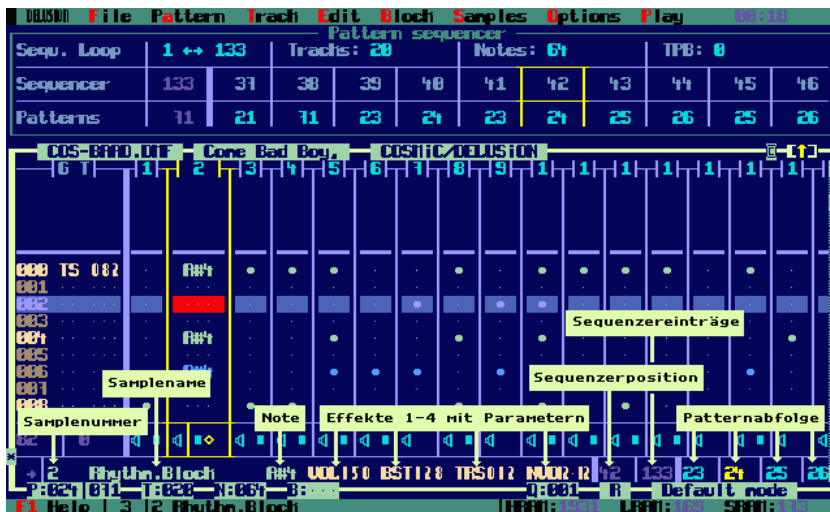 DELUSION File Pattern Track Edit Block Samples Options Play 00:18
Pattern sequencer
Sequ. Loop 1 ↔ 133 Tracks: 20 Notes: 64 TPB: 8
Sequencer 133 37 38 39 40 41 42 43 44 45 46
Patterns 71 21 71 23 24 23 24 25 26 25 26
COS-BAAD.DMF Come Bad Boy, COSMiC/DELUSiON [↑]
G T 1 2 3 4 5 6 7 8 9 1 1 1 1 1 1 1
000 TS 082 A#4
001
002
003
Sequenzereinträge
004 A#4
005
006 A#4
Samplename Sequenzerposition
007
008
Samplenummer Note Effekte 1-4 mit Parametern Patternabfolge
82 0
2 Rhythm.Block A#4 VOL150 BST128 TRS012 42 133 23 24 25 26
P:024|071 T:020 N:064 B:... Q:001 R Default mode
F1 Help | 3 |2 Rhythm.Block